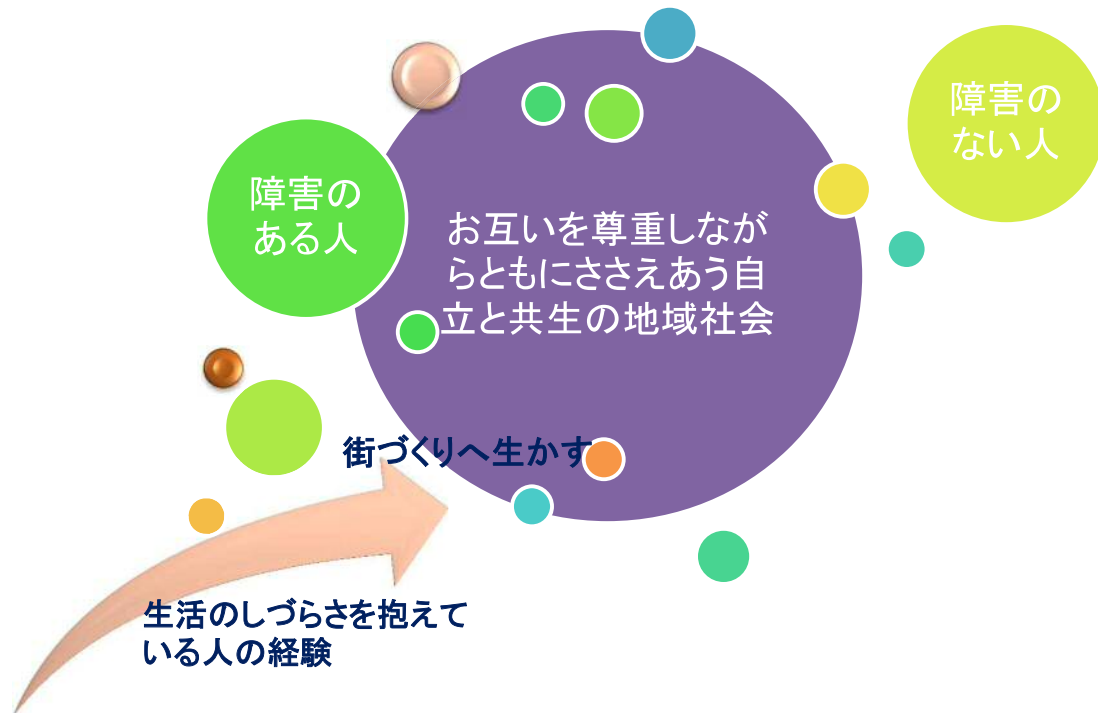 障害の
ない人
障害の
ある人
お互いを尊重しなが
らともにささえあう自
立と共生の地域社会
街づくりへ生かす
生活のしづらさを抱えて
いる人の経験